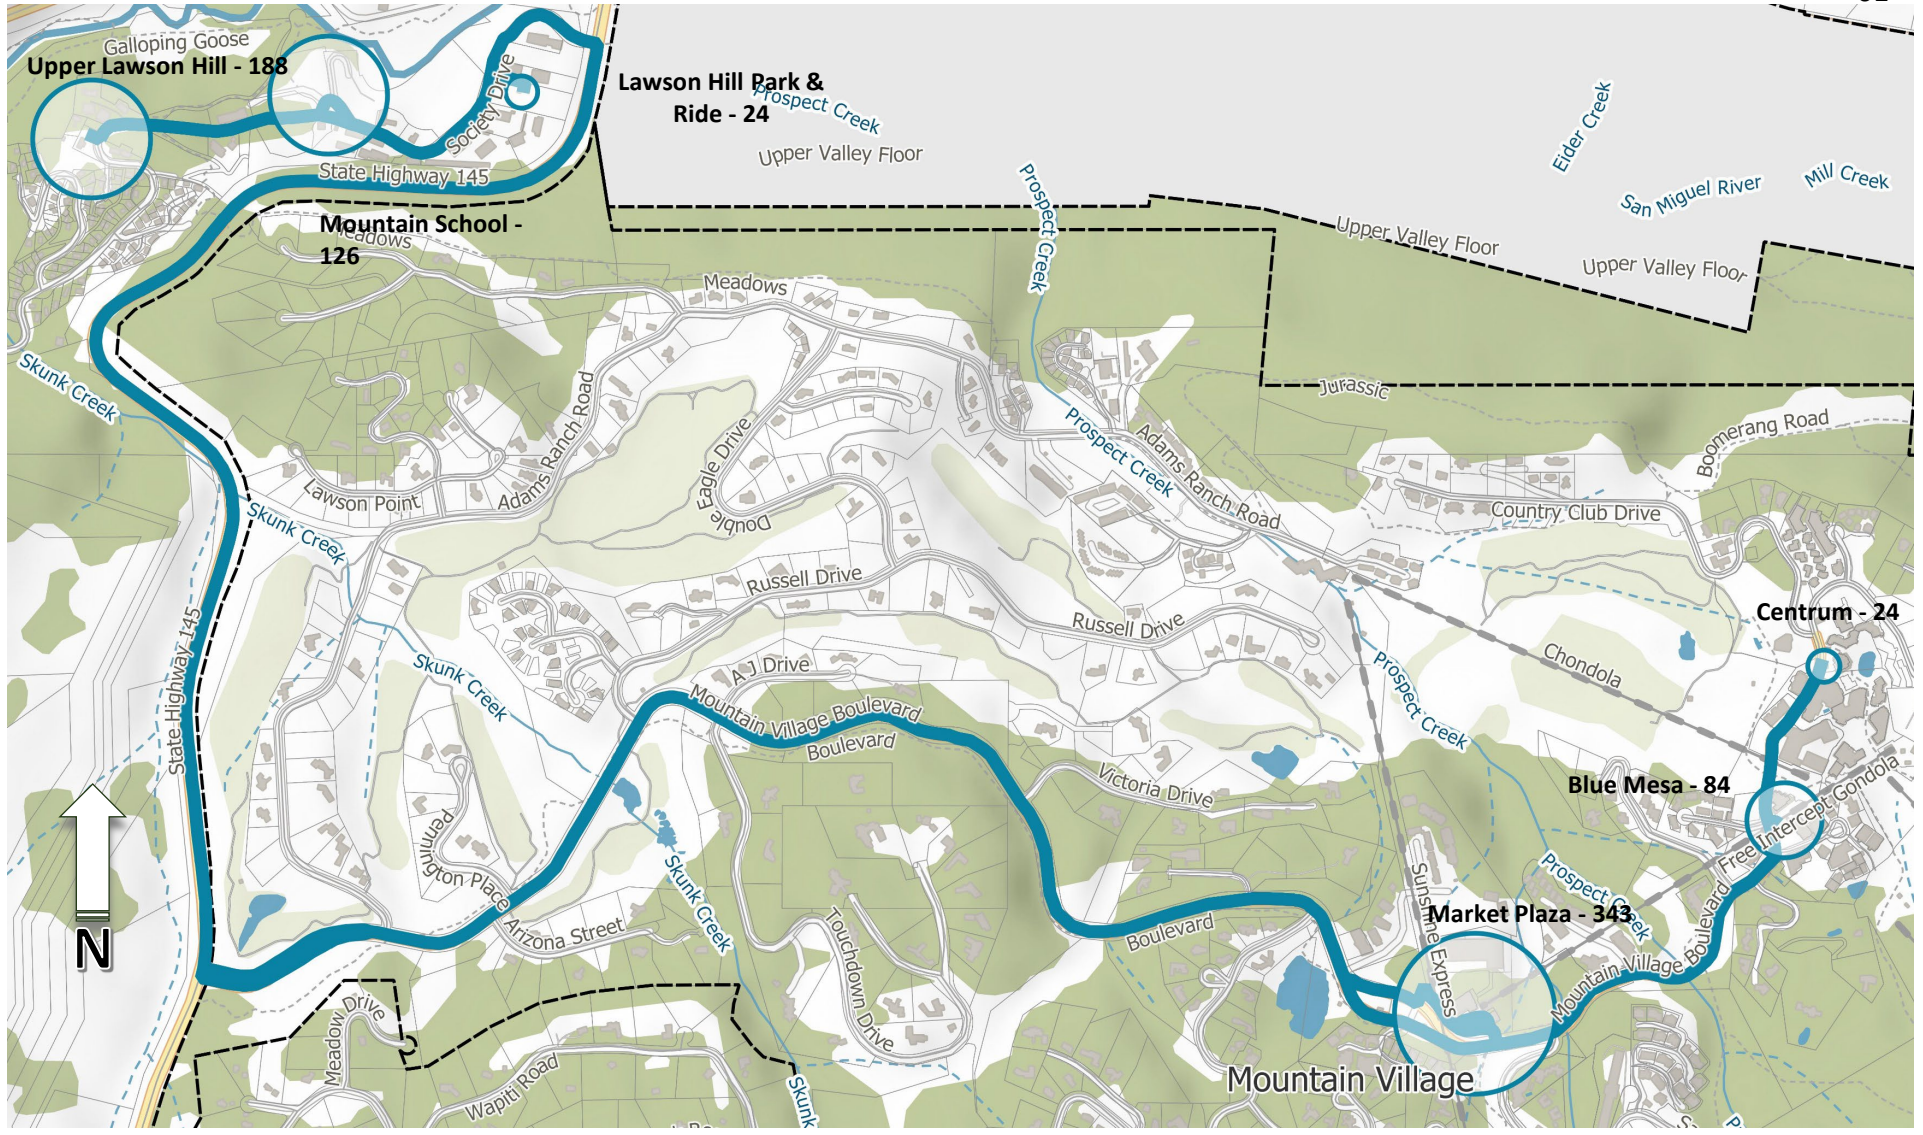 Galloping Goose
Upper Lawson Hill - 188
Society Drive
Lawson Hill Park &
Ride - 24
Prospect Creek
Upper Valley Floor
Eider Creek
San Miguel River
Mill Creek
State Highway 145
Mountain School -
126
Meadows
Prospect Creek
Upper Valley Floor
Upper Valley Floor
Meadows
Skunk Creek
Jurassic
Boomerang Road
Adams Ranch Road
Double Eagle Drive
Prospect Creek
Adams Ranch Road
Lawson Point
Country Club Drive
Skunk Creek
Russell Drive
Russell Drive
Centrum - 24
State Highway 145
Skunk Creek
A J Drive
Mountain Village Boulevard
Boulevard
Chondola
Prospect Creek
Victoria Drive
Blue Mesa - 84
Free Intercept Gondola
Pennington Place
Arizona Street
Skunk Creek
Touchdown Drive
Boulevard
Sunshine Express
Market Plaza - 343
Prospect Creek
Mountain Village Boulevard
N
Meadow Drive
Wapiti Road
Mountain Village
Skunk